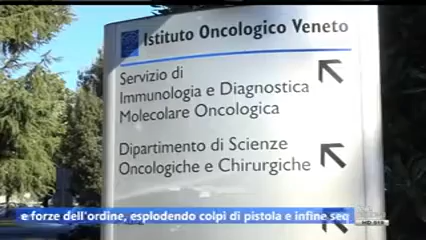 Istituto Oncologico Veneto
Servizio di
Immunologia e Diagnostica
Molecolare Oncologica
Dipartimento di Scienze
Oncologiche e Chirurgiche
e forze dell'ordine, esplodendo colpi di pistola e infine seq